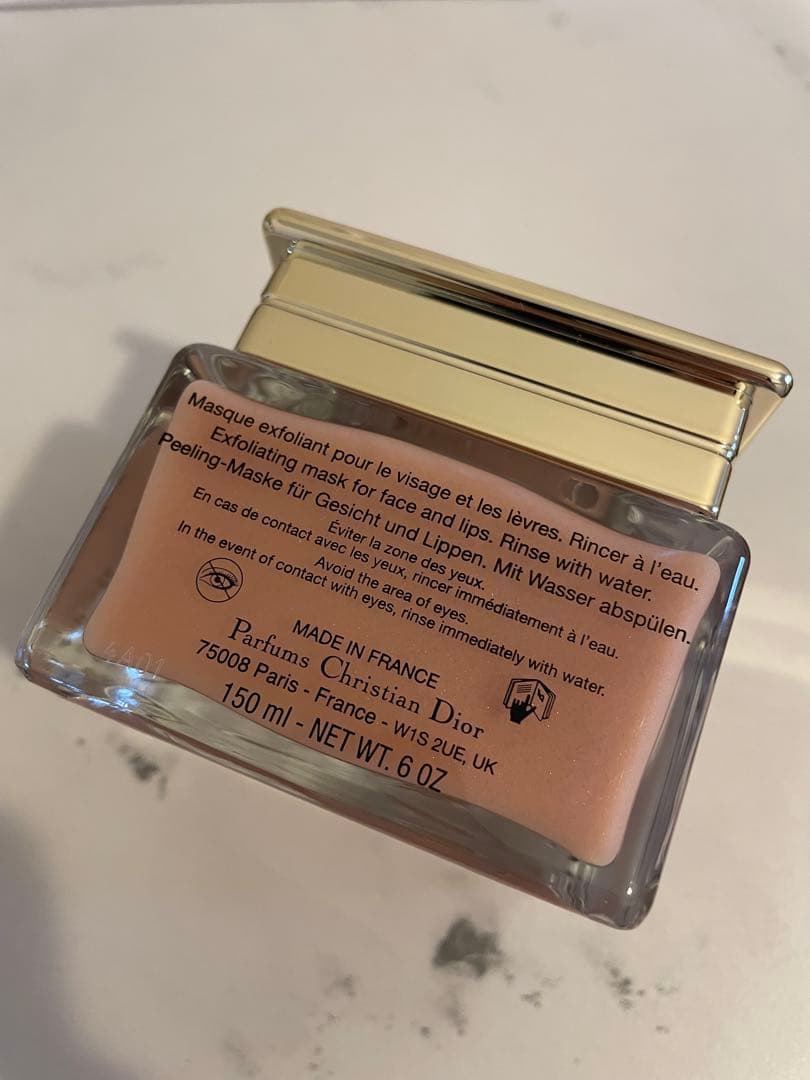 Masque exfoliant pour le visage et les lèvres. Rincer à l'eau.
Exfoliating mask for face and lips. Rinse with water.
Peeling-Maske für Gesicht und Lippen. Mit Wasser abspülen.
Éviter la zone des yeux.
En cas de contact avec les yeux, rincer immédiatement à l'eau.
Avoid the area of eyes.
In the event of contact with eyes, rinse immediately with water.
MADE IN FRANCE
Parfums Christian Dior
75008 Paris - France - W1S 2UE, UK
150 ml - NET WT. 6 OZ